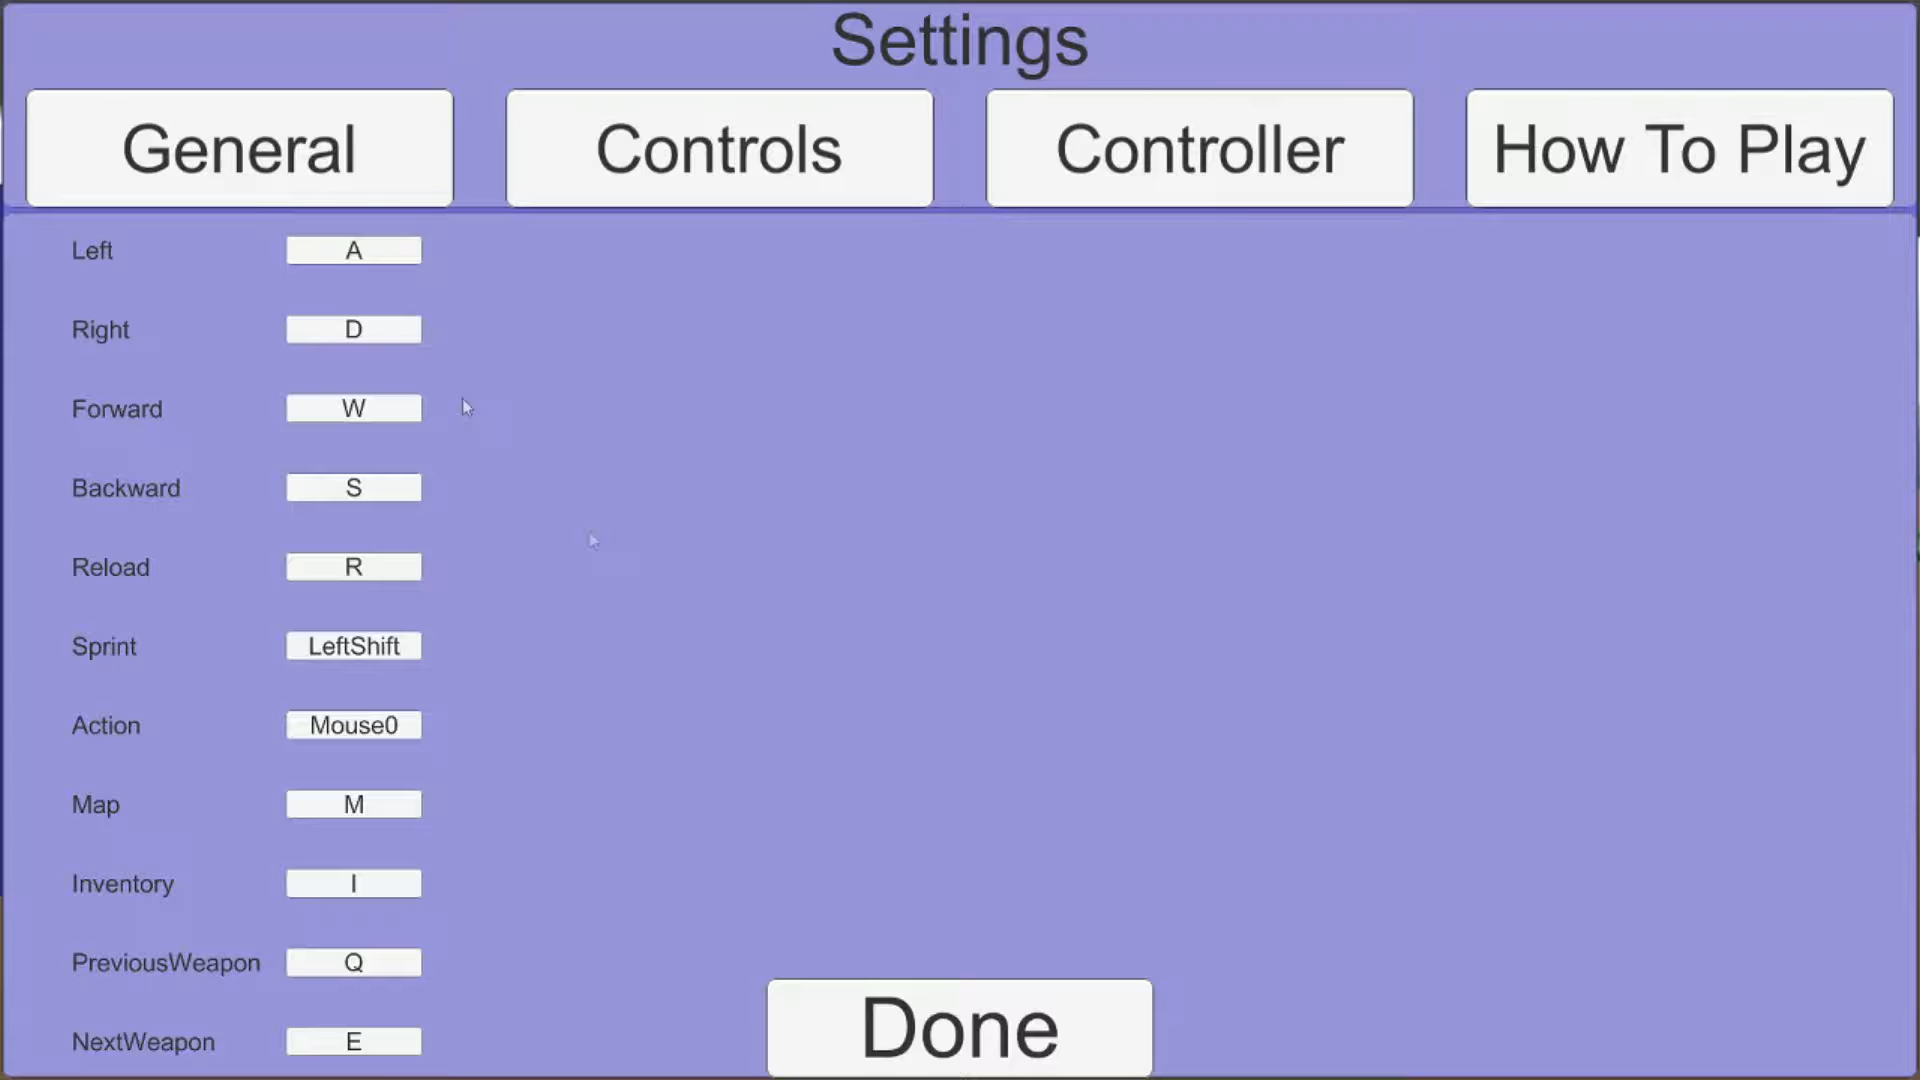 Settings
General Controls Controller How To Play
Left A
Right D
Forward W
Backward S
Reload R
Sprint LeftShift
Action Mouse0
Map M
Inventory I
PreviousWeapon Q
NextWeapon E
Done